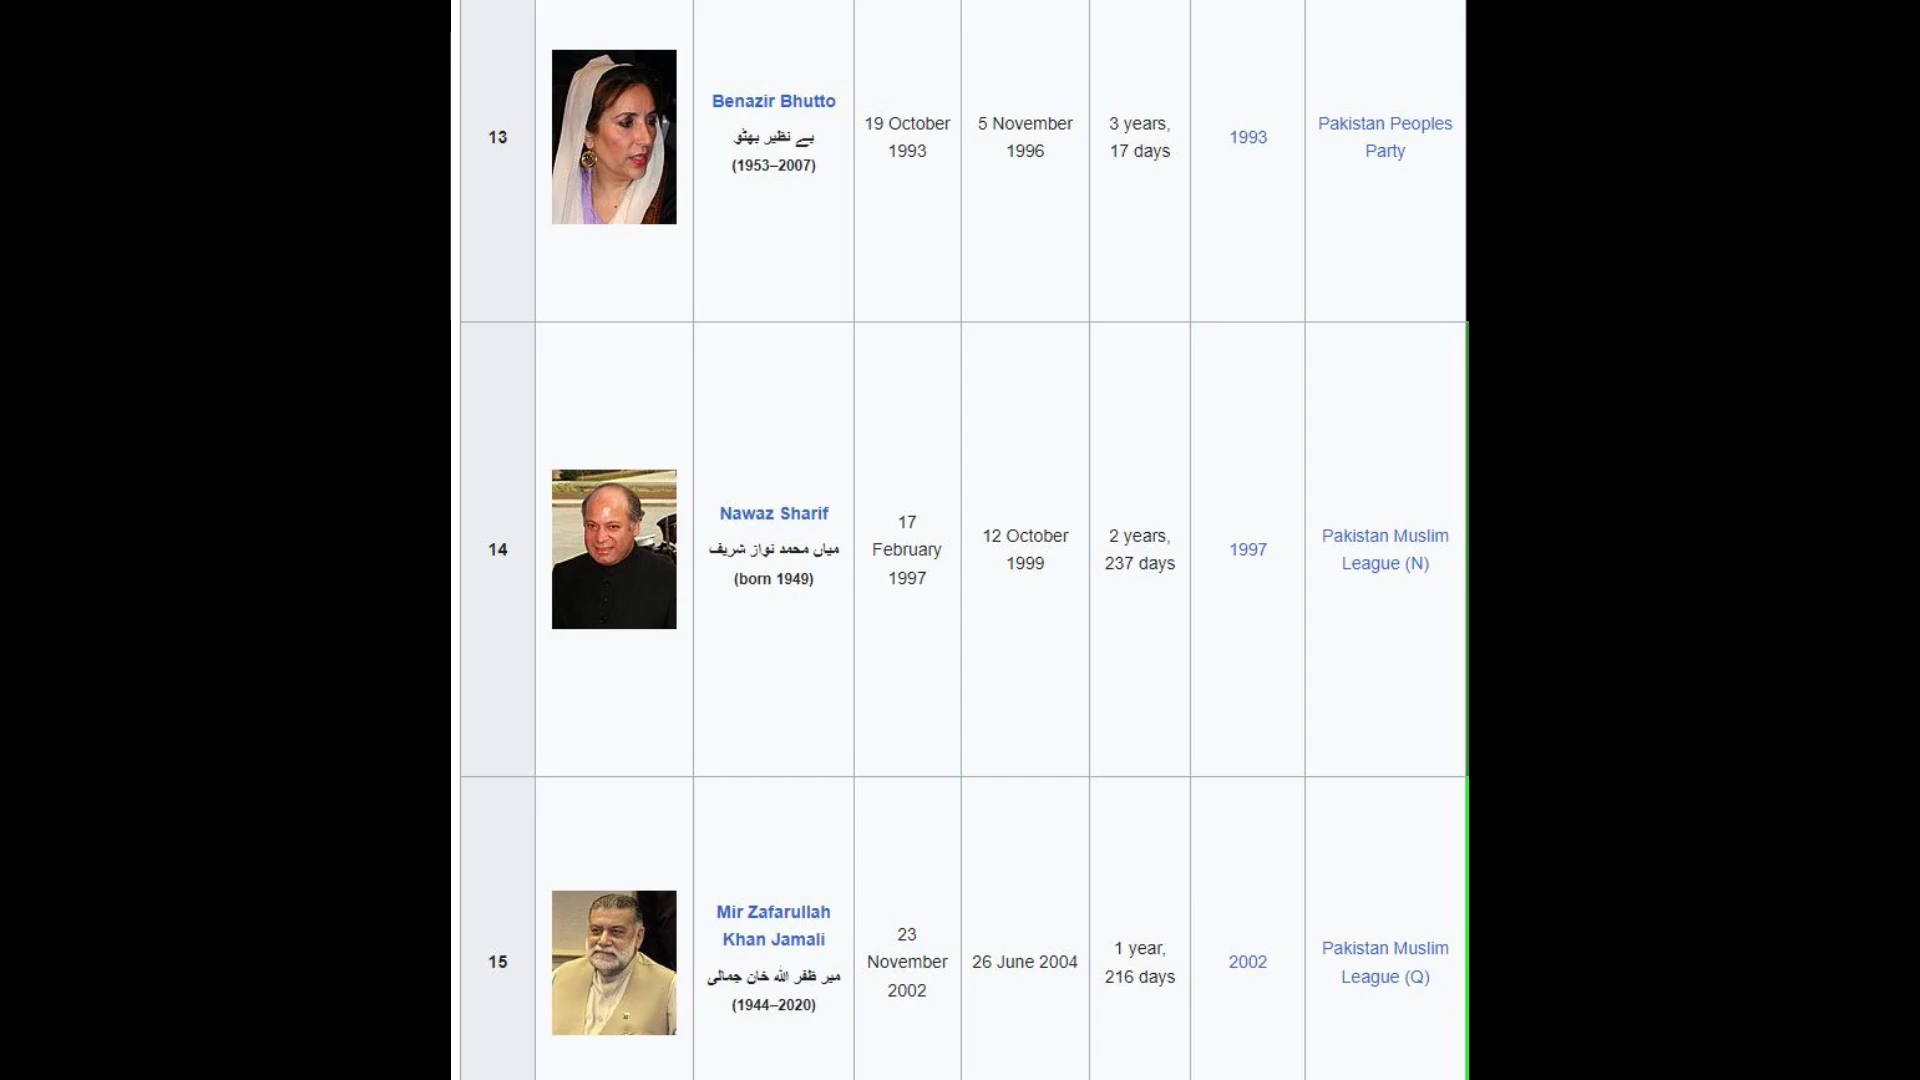 13
Benazir Bhutto
بے نظیر بھٹو
(1953–2007)
19 October
1993
5 November
1996
3 years,
17 days
1993
Pakistan Peoples
Party
14
Nawaz Sharif
میاں محمد نواز شریف
(born 1949)
17
February
1997
12 October
1999
2 years,
237 days
1997
Pakistan Muslim
League (N)
15
Mir Zafarullah
Khan Jamali
میر ظفر اللہ خان جمالی
(1944–2020)
23
November
2002
26 June 2004
1 year,
216 days
2002
Pakistan Muslim
League (Q)